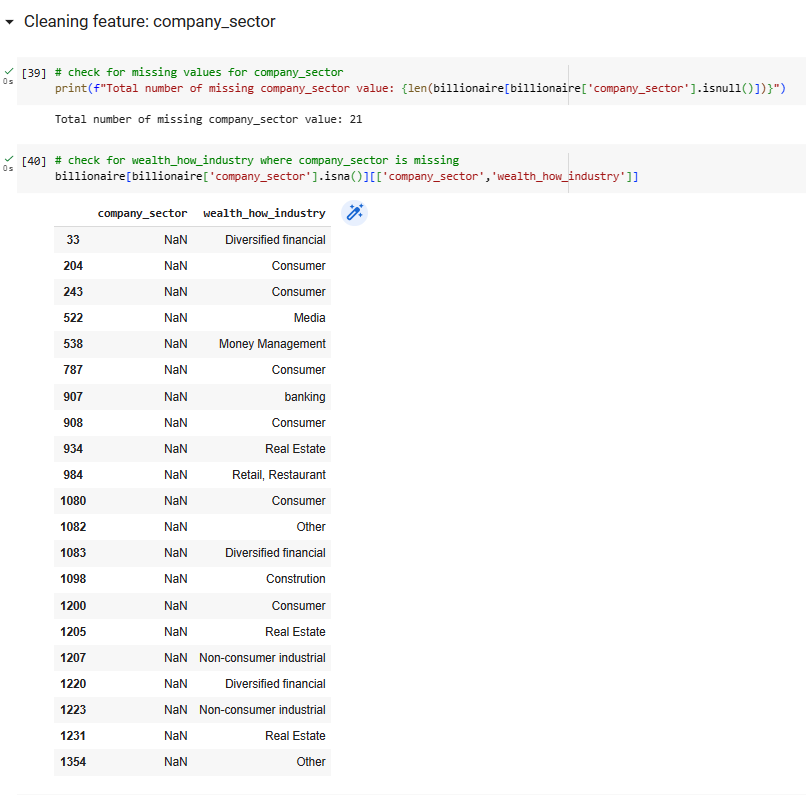 Cleaning feature: company_sector
[39] # check for missing values for company_sector
0s print(f"Total number of missing company_sector value: {len(billionaire[billionaire['company_sector'].isnull()])}")
Total number of missing company_sector value: 21
[40] # check for wealth_how_industry where company_sector is missing
0s billionaire[billionaire['company_sector'].isna()][['company_sector','wealth_how_industry']]
company_sector wealth_how_industry
33 NaN Diversified financial
204 NaN Consumer
243 NaN Consumer
522 NaN Media
538 NaN Money Management
787 NaN Consumer
907 NaN banking
908 NaN Consumer
934 NaN Real Estate
984 NaN Retail, Restaurant
1080 NaN Consumer
1082 NaN Other
1083 NaN Diversified financial
1098 NaN Constrution
1200 NaN Consumer
1205 NaN Real Estate
1207 NaN Non-consumer industrial
1220 NaN Diversified financial
1223 NaN Non-consumer industrial
1231 NaN Real Estate
1354 NaN Other